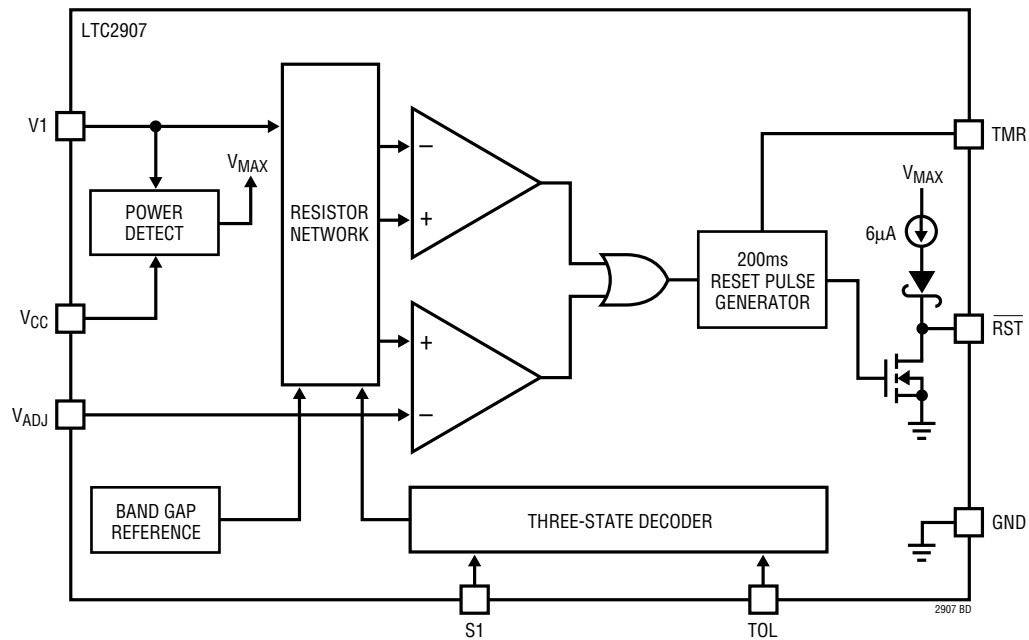 LTC2907
V1
TMR
VMAX
VMAX
POWER
DETECT
RESISTOR
NETWORK
−
+
6µA
200ms
RESET PULSE
GENERATOR
VCC
RST
+
−
VADJ
BAND GAP
REFERENCE
THREE-STATE DECODER
GND
S1
TOL
2907 BD